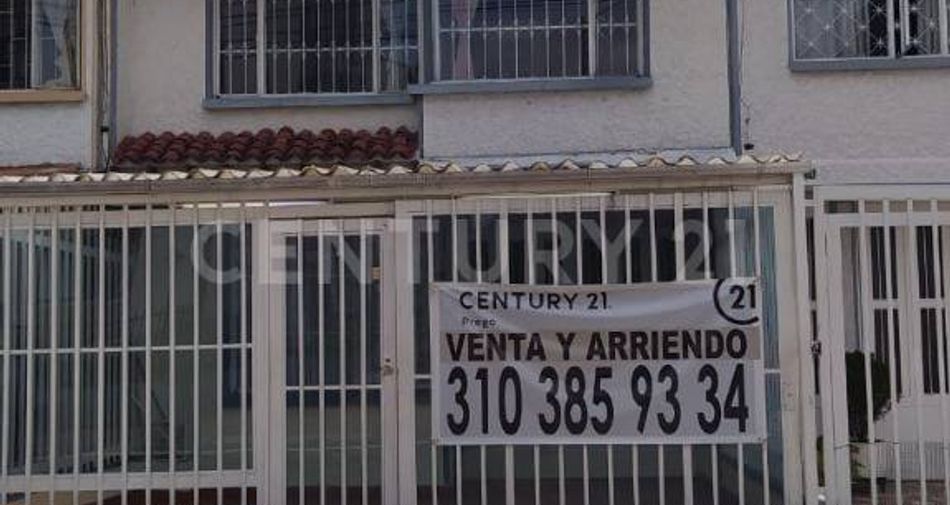 CENTURY 21
CENTURY 21.
21
Prego
VENTA Y ARRIENDO
310 385 93 34